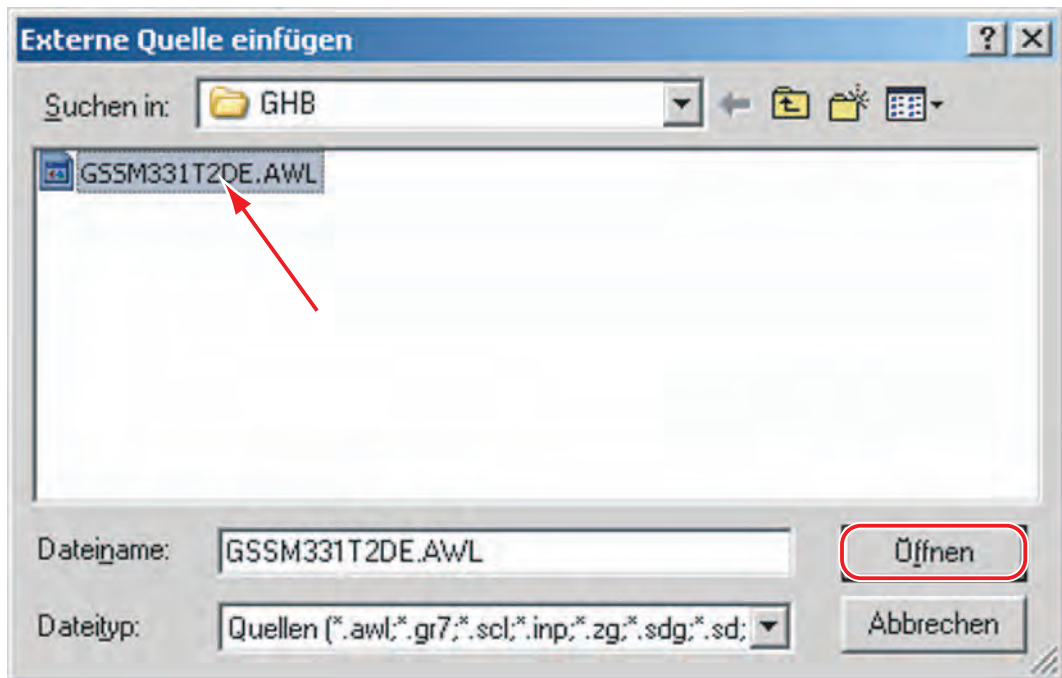 Externe Quelle einfügen
Suchen in: GHB
GSSM331T2DE.AWL
Dateiname: GSSM331T2DE.AWL
Öffnen
Dateityp: Quellen (*.awl;*.gr7;*.scl;*.inp;*.zg;*.sdg;*.sd;
Abbrechen